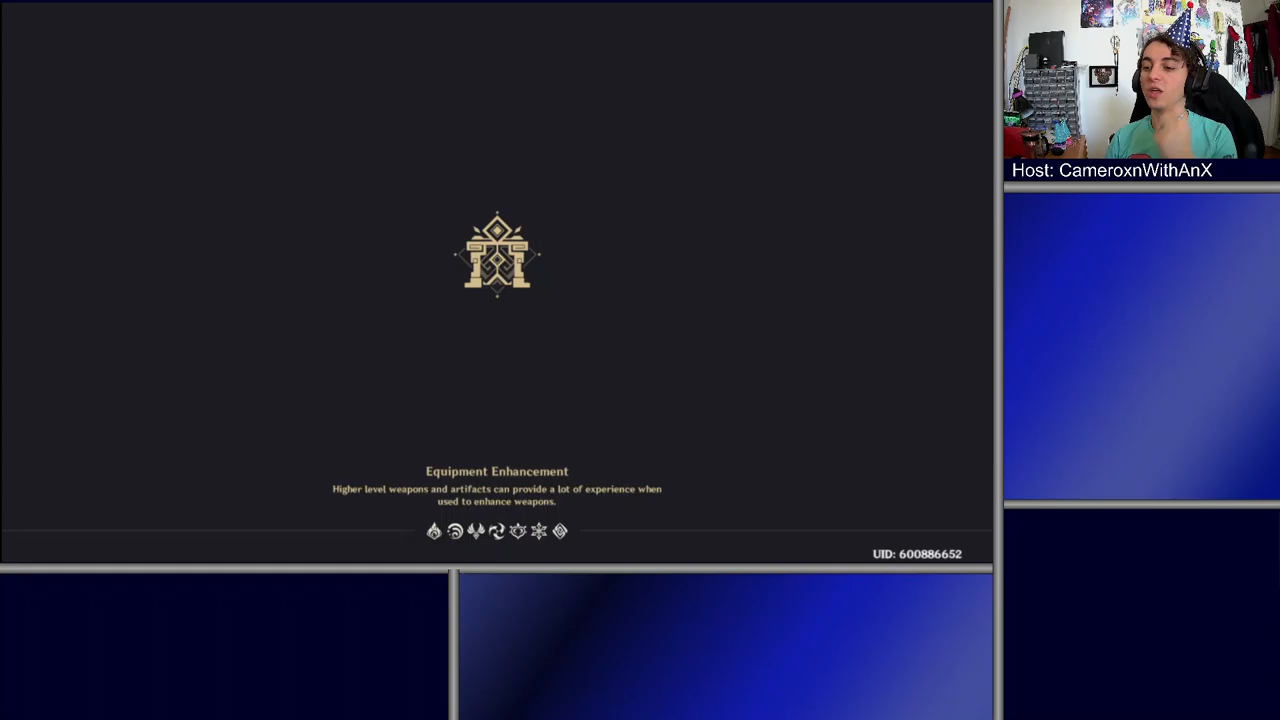 Host: CameroxnWithAnX
Equipment Enhancement
Higher level weapons and artifacts can provide a lot of experience when
used to enhance weapons.
UID: 600886652